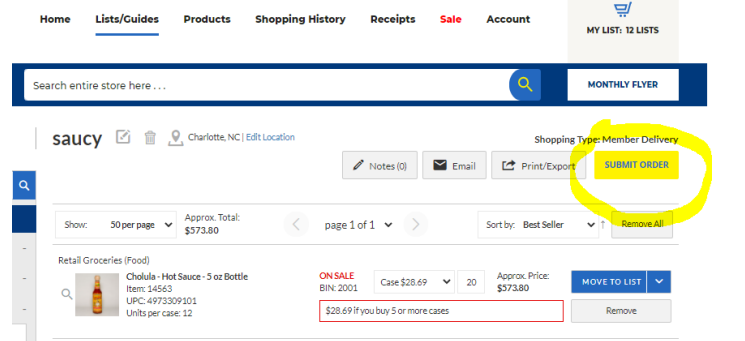 Home Lists/Guides Products Shopping History Receipts Sale Account
MY LIST: 12 LISTS
Search entire store here . . .
MONTHLY FLYER
saucy Charlotte, NC | Edit Location
Shopping Type: Member Delivery
Notes (0) Email Print/Export SUBMIT ORDER
Show: 50 per page Approx. Total: $573.80 page 1 of 1 Sort by: Best Seller ↑ Remove All
Retail Groceries (Food)
Cholula - Hot Sauce - 5 oz Bottle
Item: 14563
UPC: 4973309101
Units per case: 12
ON SALE
BIN: 2001
Case $28.69 20
Approx. Price:
$573.80
MOVE TO LIST
$28.69 if you buy 5 or more cases
Remove